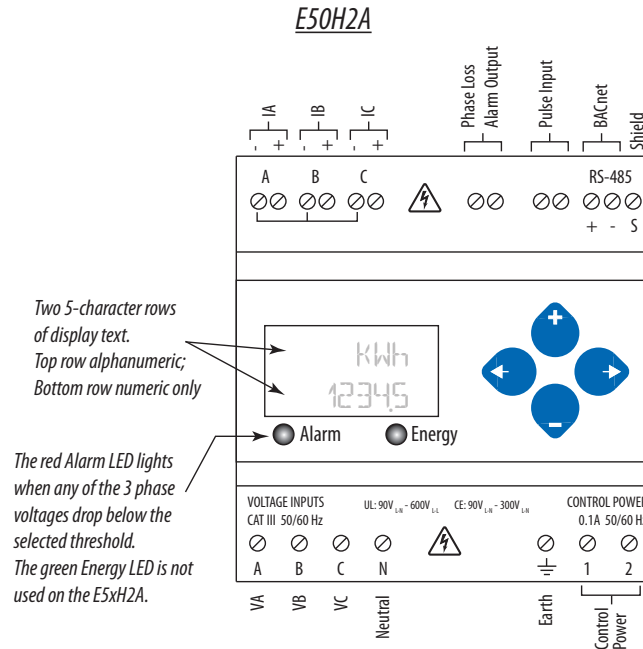 E50H2A
IA
IB
IC
Phase Loss
Alarm Output
Pulse Input
BACnet
Shield
- + - + - +
A B C
RS-485
+ - S
Two 5-character rows
of display text.
Top row alphanumeric;
Bottom row numeric only
KWh
12345
Alarm
Energy
+
-
The red Alarm LED lights
when any of the 3 phase
voltages drop below the
selected threshold.
The green Energy LED is not
used on the E5xH2A.
VOLTAGE INPUTS
CAT III 50/60 Hz
UL: 90V L-N - 600V L-L
CE: 90V L-N - 300V L-N
CONTROL POWER
0.1A 50/60 H
A B C N 1 2
VA
VB
VC
Neutral
Earth
Control
Power